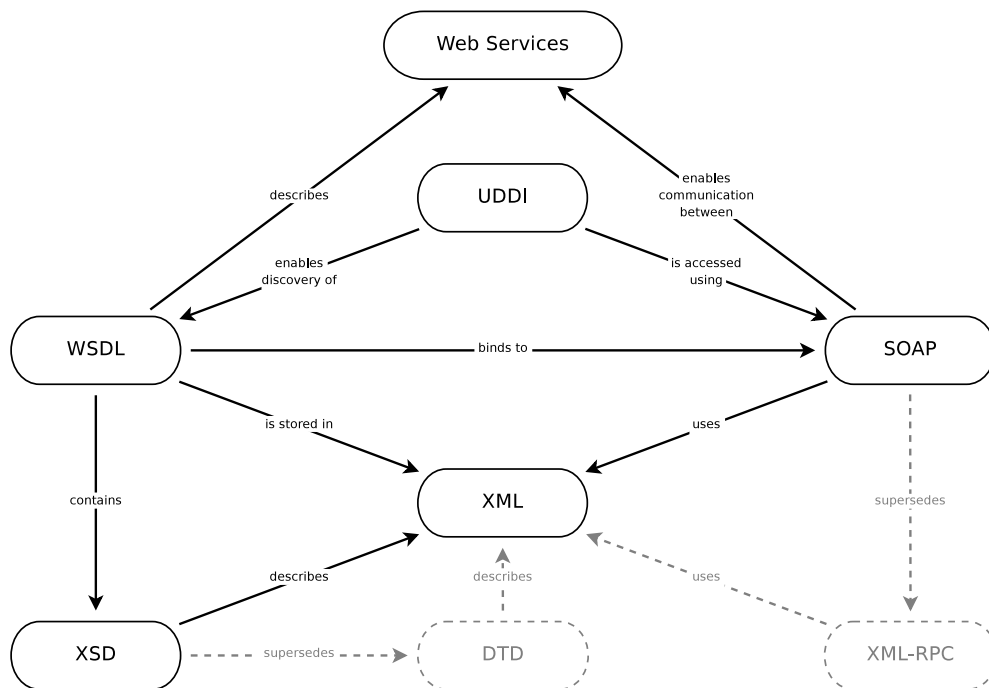 Web Services
describes
UDDI
enables
communication
between
enables
discovery of
is accessed
using
WSDL
binds to
SOAP
is stored in
uses
contains
XML
supersedes
describes
describes
uses
XSD
supersedes
DTD
XML-RPC